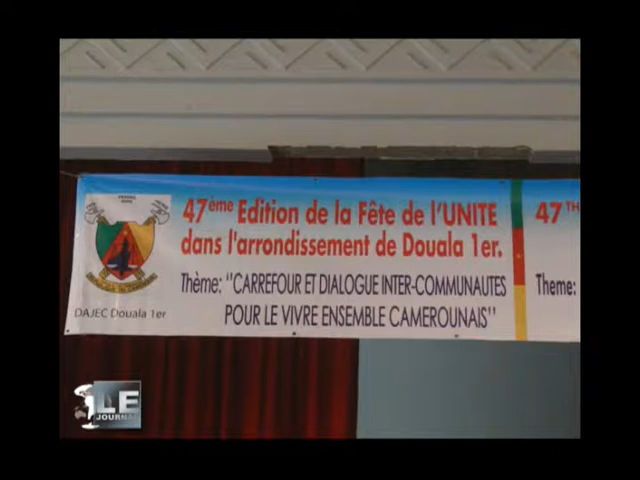 47ème Edition de la Fête de l'UNITE
dans l'arrondissement de Douala 1er.
Thème: "CARREFOUR ET DIALOGUE INTER-COMMUNAUTES
POUR LE VIVRE ENSEMBLE CAMEROUNAIS"
DAJEC Douala 1er
47TH
Theme:
LE
JOURNAL